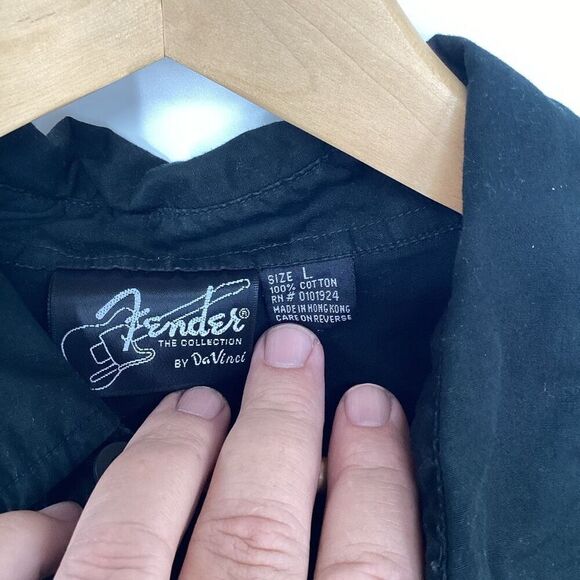 Fender®
THE COLLECTION
BY DaVinci
SIZE L
100% COTTON
RN# 0101924
MADE IN HONG KONG
CARE ON REVERSE